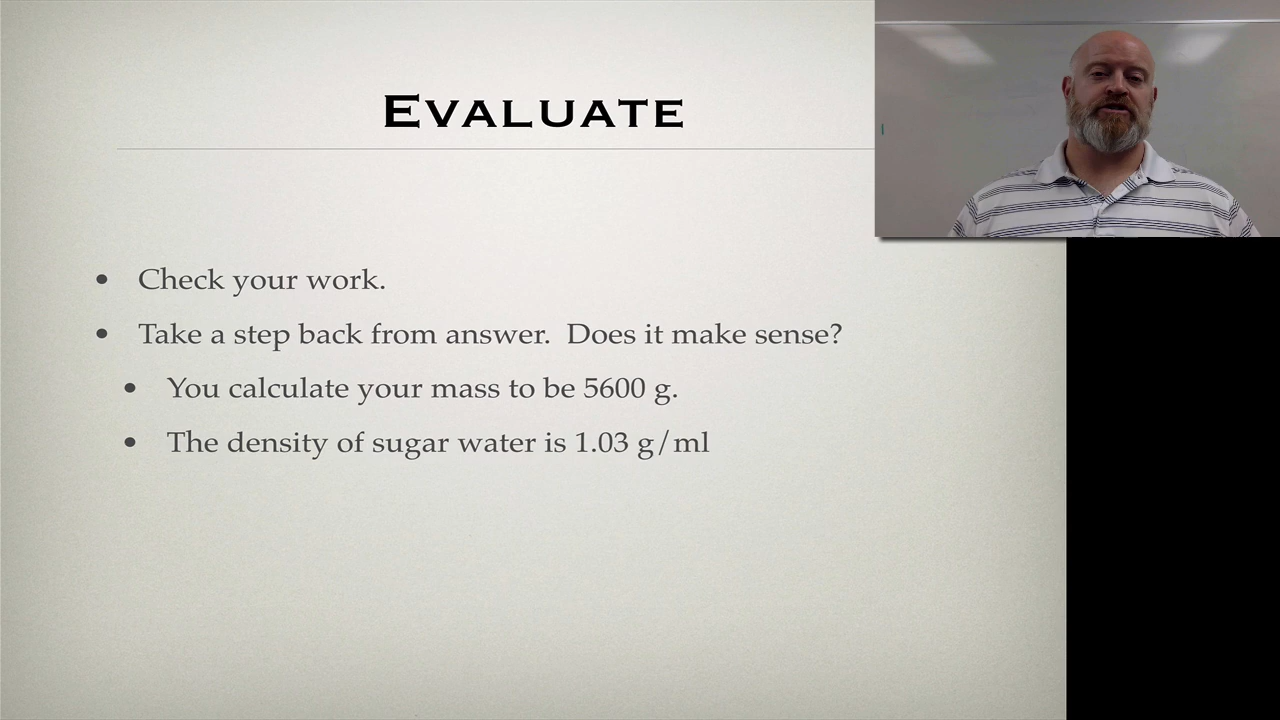 Evaluate
• Check your work.
• Take a step back from answer. Does it make sense?
• You calculate your mass to be 5600 g.
• The density of sugar water is 1.03 g/ml